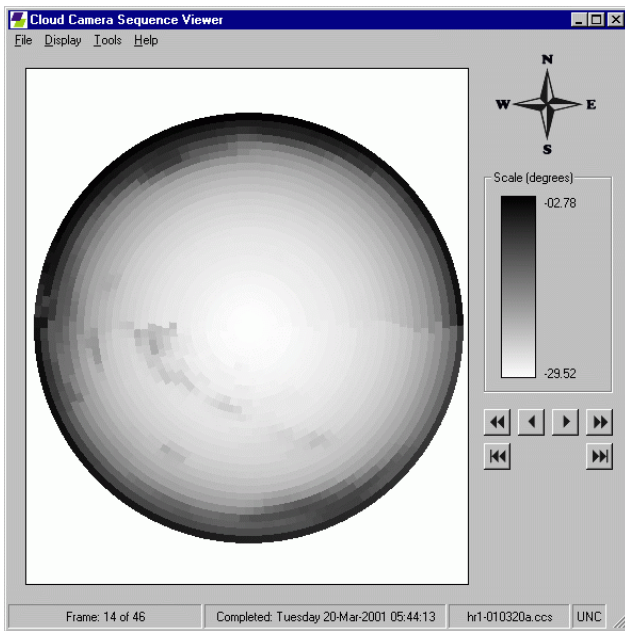 Cloud Camera Sequence Viewer
File Display Tools Help
N
W E
S
Scale (degrees)
-02.78
-29.52
Frame: 14 of 46 Completed: Tuesday 20-Mar-2001 05:44:13 hr1-010320a.ccs UNC